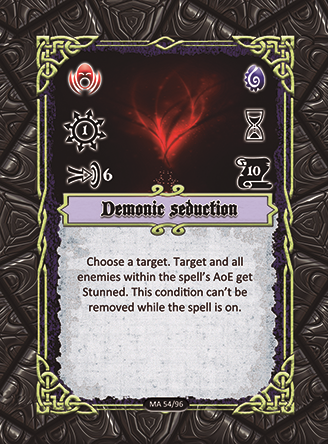 1
6
10
Demonic seduction
Choose a target. Target and all
enemies within the spell's AoE get
Stunned. This condition can't be
removed while the spell is on.
MA 54/96